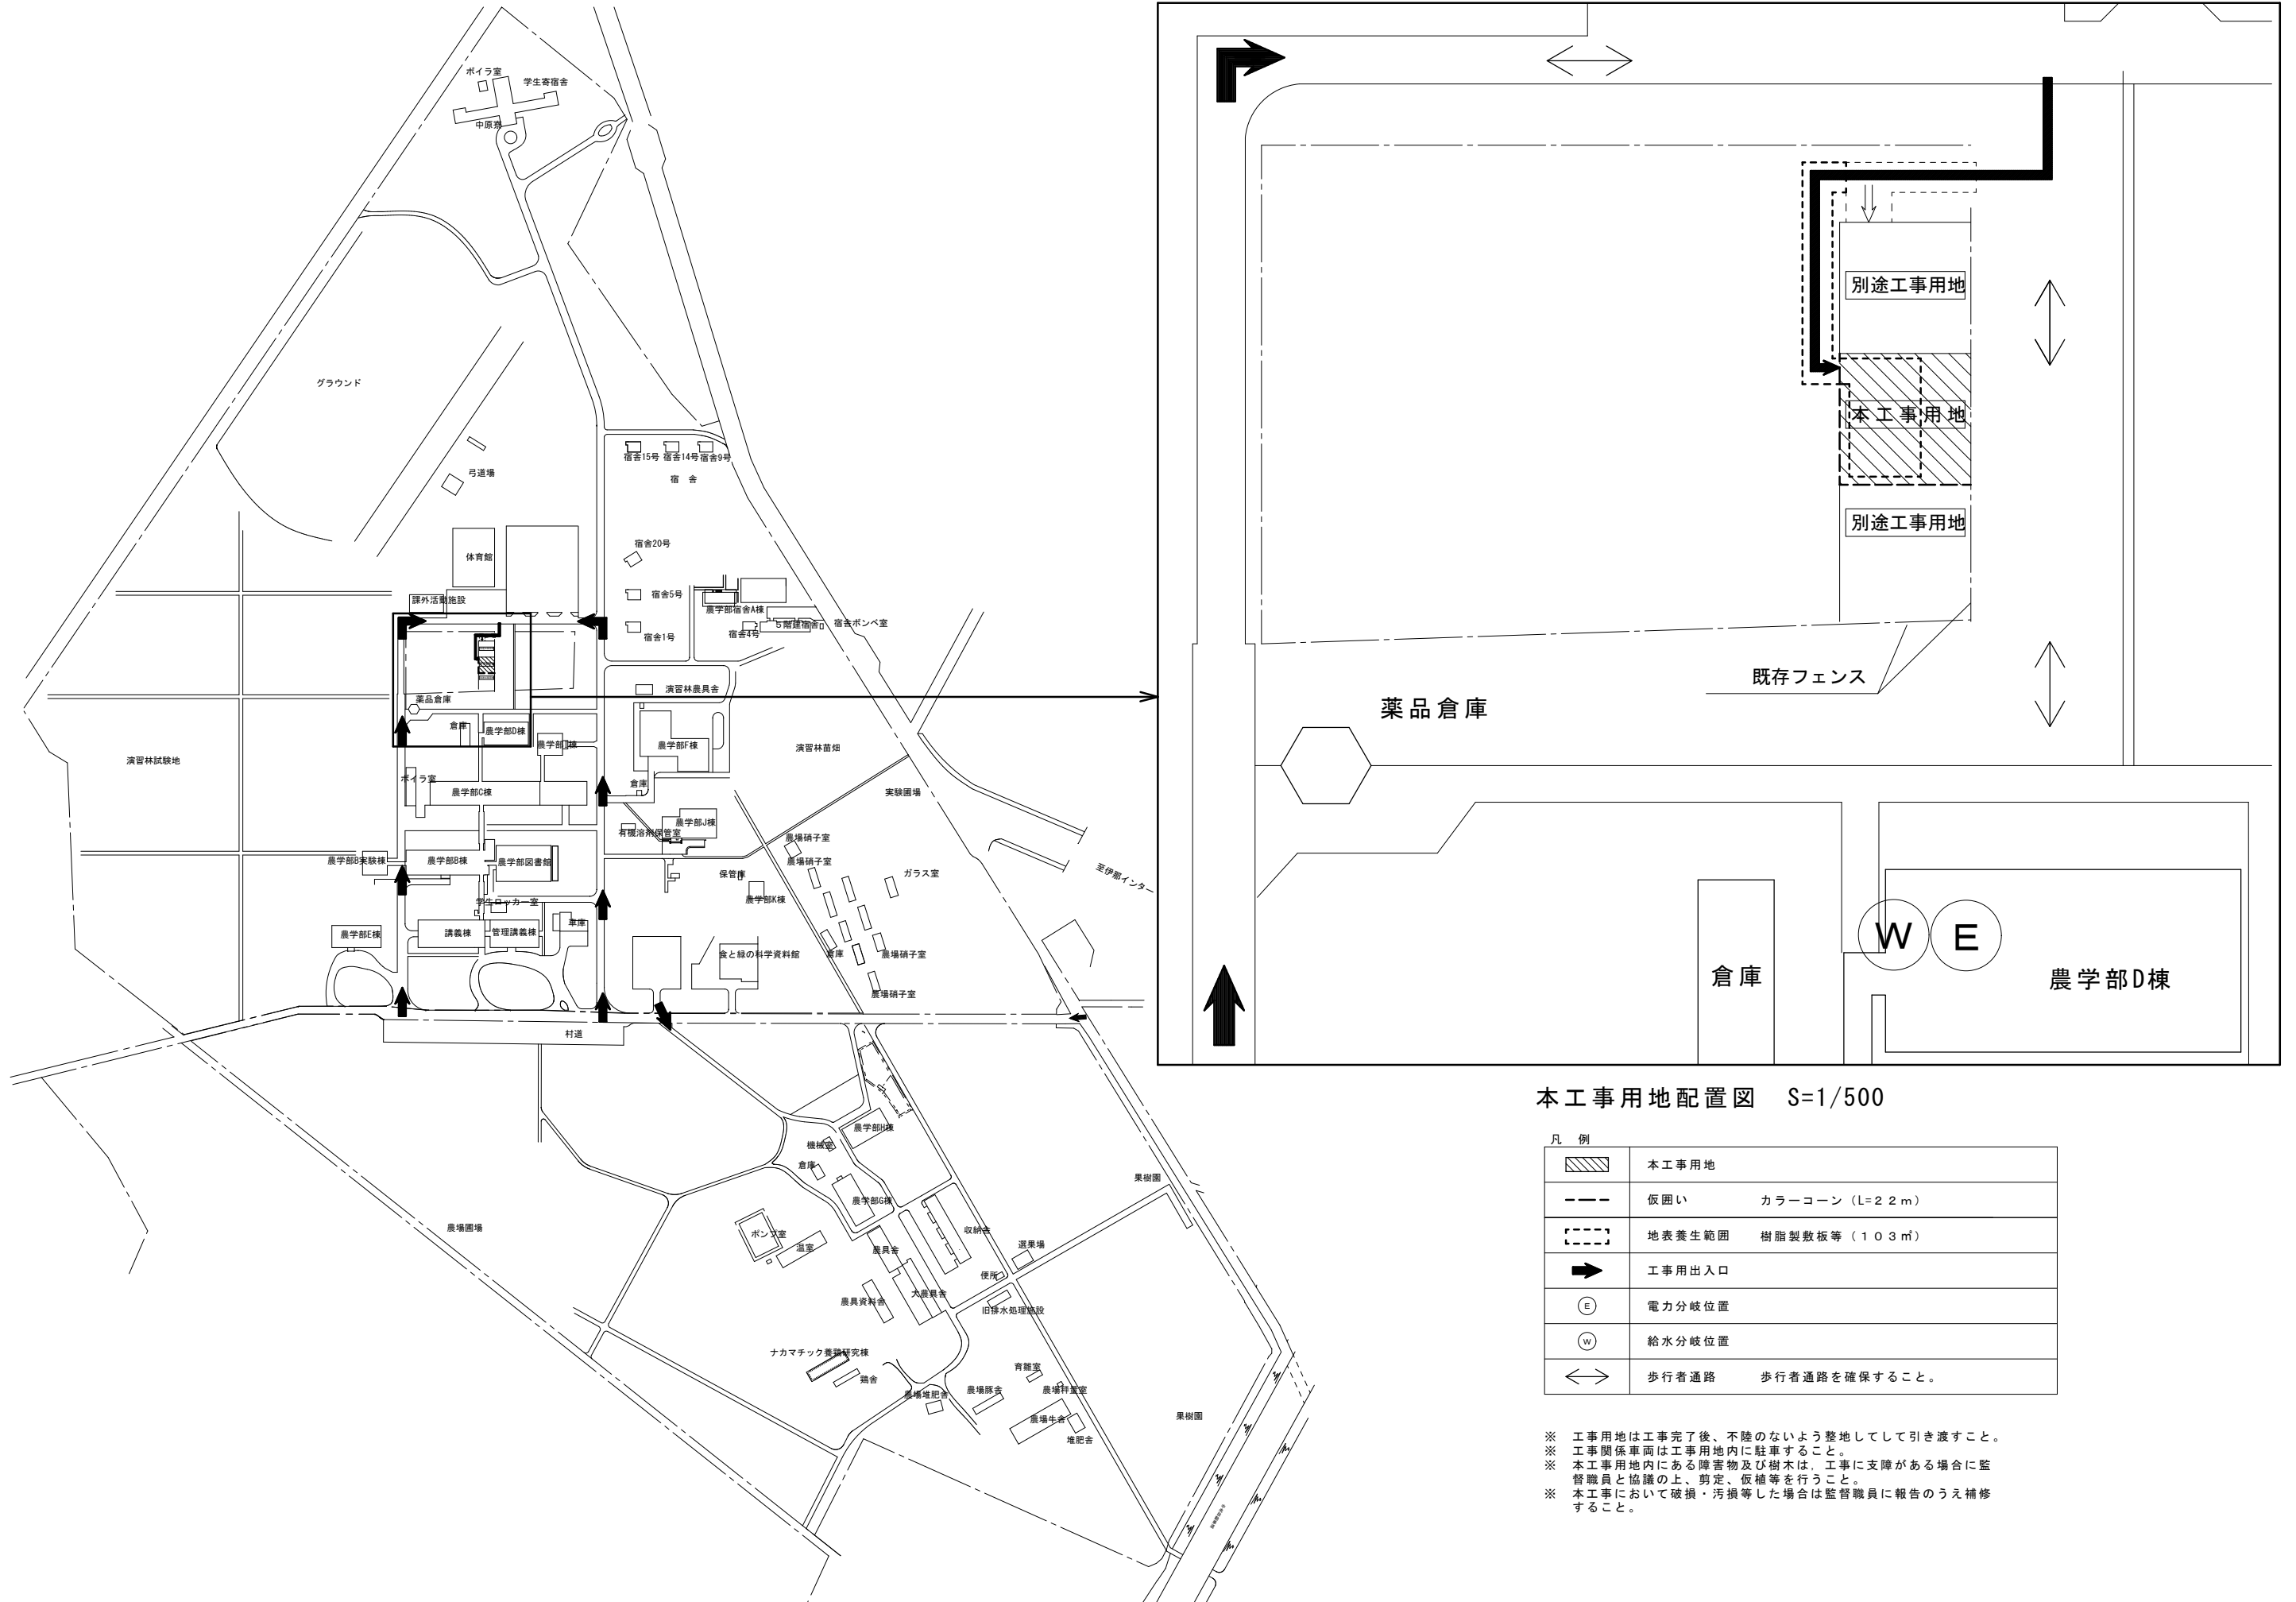 ボイラ室
学生寄宿舎
中原寮
グラウンド
弓道場
宿舎15号
宿舎14号
宿舎9号
宿 舎
体育館
宿舎20号
宿舎5号
課外活動施設
農学部宿舎A棟
宿舎1号
宿舎4号
5階建宿舎
宿舎ボンベ室
演習林農具舎
薬品倉庫
倉庫
農学部D棟
農学部F棟
演習林苗畑
演習林試験地
ボイラ室
農学部C棟
倉庫
実験圃場
有機溶剤保管室
農学部J棟
農場硝子室
農学部B実験棟
農学部B棟
農学部図書館
農場硝子室
保管庫
ガラス室
至伊那インター
学生ロッカー室
農学部K棟
農学部E棟
講義棟
管理講義棟
車庫
食と緑の科学資料館
倉庫
農場硝子室
農場硝子室
村道
農学部H棟
機械室
倉庫
果樹園
農学部G棟
農場圃場
ポンプ室
温室
収納舎
農具舎
選果場
便所
農具資料舎
大農具舎
旧排水処理施設
ナカマチック養鶏研究棟
鶏舎
育雛室
農場堆肥舎
農場豚舎
農場秤量室
農場牛舎
堆肥舎
果樹園
別途工事用地
本工事用地
別途工事用地
既存フェンス
薬品倉庫
W
E
倉庫
農学部D棟
本工事用地配置図 S=1/500
凡 例
本工事用地
仮囲い カラーコーン(L=22m)
地表養生範囲 樹脂製敷板等(103㎡)
工事用出入口
E 電力分岐位置
W 給水分岐位置
歩行者通路 歩行者通路を確保すること。
※ 工事用地は工事完了後、不陸のないよう整地してして引き渡すこと。
※ 工事関係車両は工事用地内に駐車すること。
※ 本工事用地内にある障害物及び樹木は、工事に支障がある場合に監
督職員と協議の上、剪定、仮植等を行うこと。
※ 本工事において破損・汚損等した場合は監督職員に報告のうえ補修
すること。